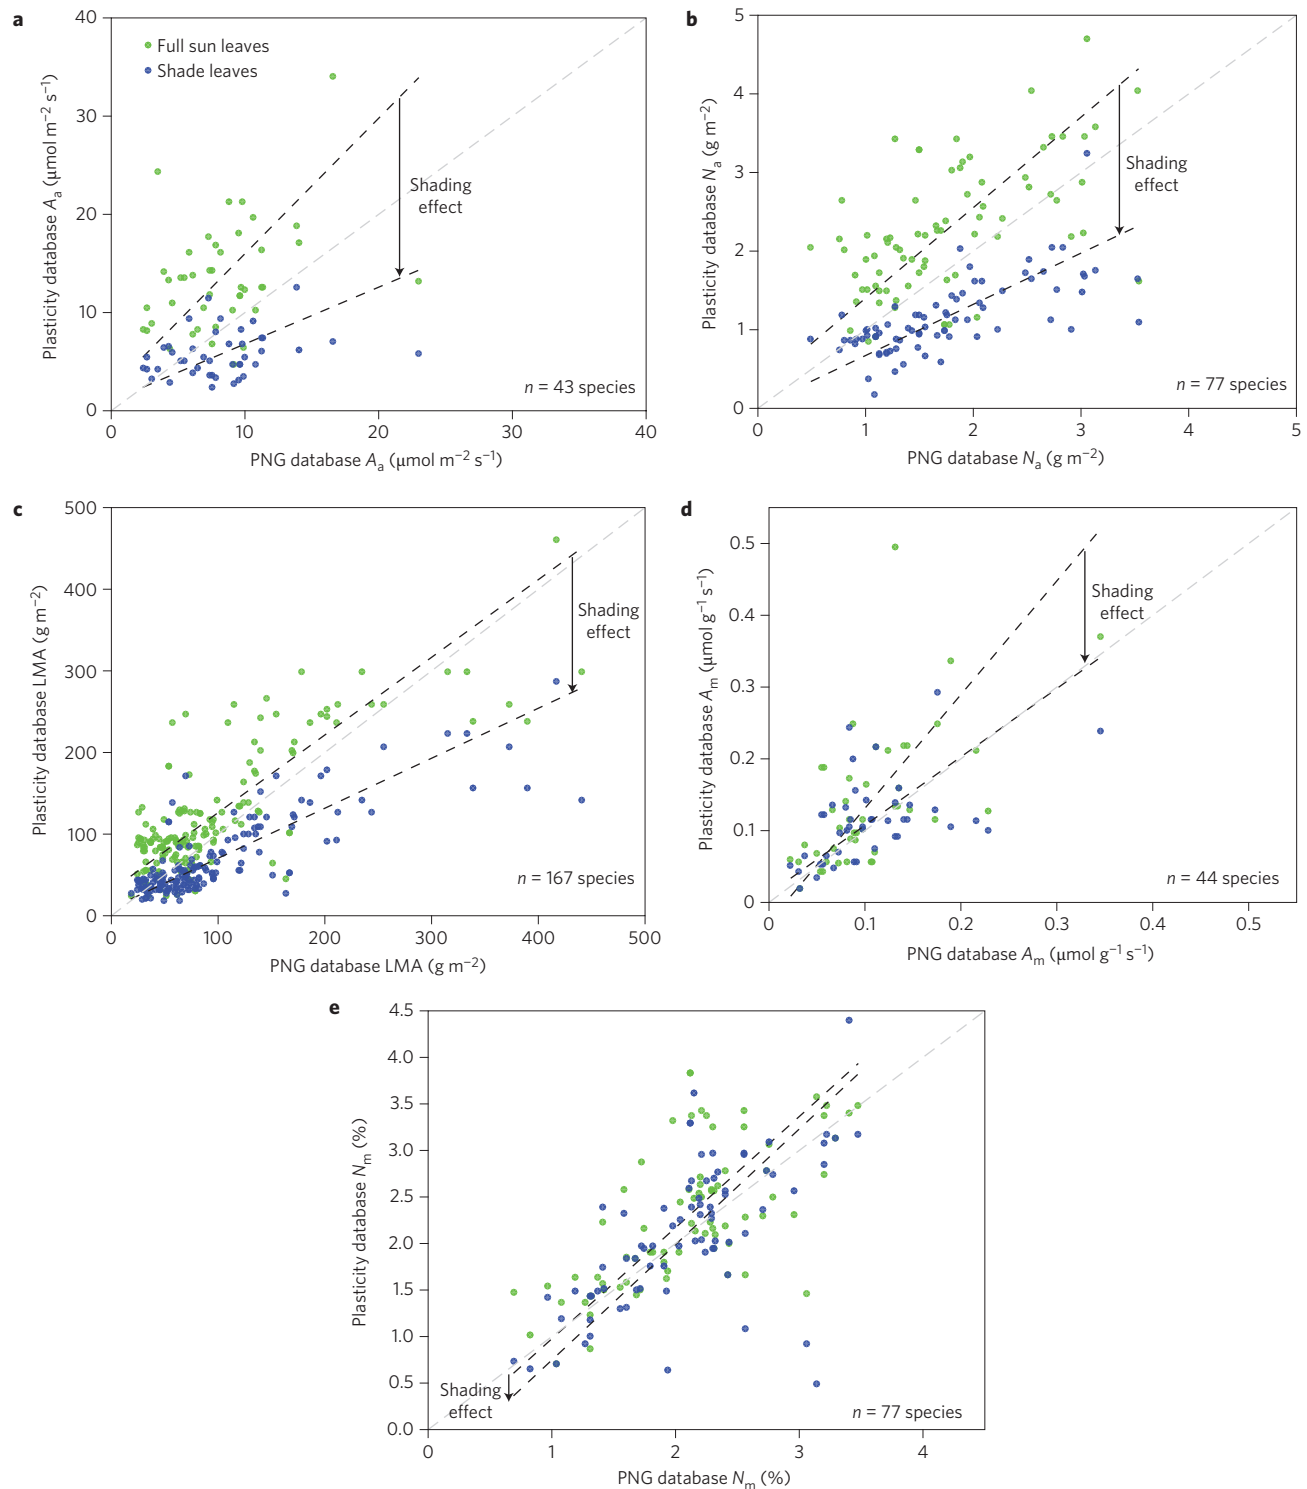 a
40
30
20
10
0
Plasticity database Aa (μmol m−2 s−1)
Full sun leaves
Shade leaves
Shading
effect
n = 43 species
0 10 20 30 40
PNG database Aa (μmol m−2 s−1)
b
5
4
3
2
1
0
Plasticity database Na (g m−2)
Shading
effect
n = 77 species
0 1 2 3 4 5
PNG database Na (g m−2)
c
500
400
300
200
100
0
Plasticity database LMA (g m−2)
Shading
effect
n = 167 species
0 100 200 300 400 500
PNG database LMA (g m−2)
d
0.5
0.4
0.3
0.2
0.1
0
Plasticity database Am (μmol g−1 s−1)
Shading
effect
n = 44 species
0 0.1 0.2 0.3 0.4 0.5
PNG database Am (μmol g−1 s−1)
e
4.5
4.0
3.5
3.0
2.5
2.0
1.5
1.0
0.5
0.0
Plasticity database Nm (%)
Shading
effect
n = 77 species
0 1 2 3 4
PNG database Nm (%)